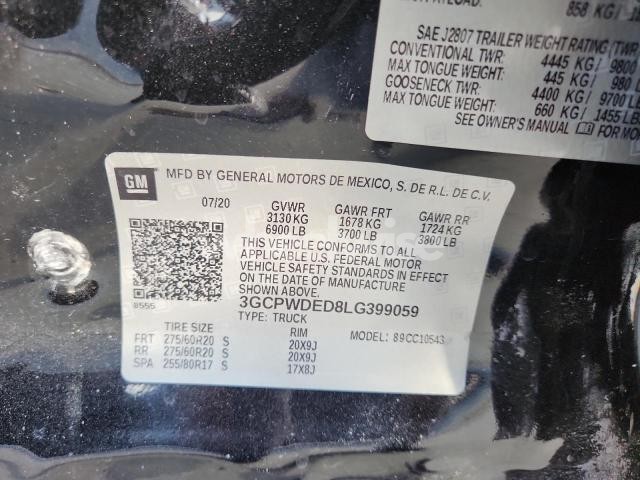 858 KG /
SAE J2807 TRAILER WEIGHT RATING (TWR
CONVENTIONAL TWR: 4445 KG / 9800
MAX TONGUE WEIGHT: 445 KG / 980
GOOSENECK TWR: 4400 KG / 9700 L
MAX TONGUE WEIGHT: 660 KG / 1455 LBS
SEE OWNER'S MANUAL FOR MO
GM
MFD BY GENERAL MOTORS DE MEXICO, S. DE R.L. DE C.V.
07/20 GVWR GAWR FRT GAWR RR
3130 KG 1678 KG 1724 KG
6900 LB 3700 LB 3800 LB
THIS VEHICLE CONFORMS TO ALL
APPLICABLE U.S. FEDERAL MOTOR
VEHICLE SAFETY STANDARDS IN EFFECT
ON THE DATE OF MANUFACTURE
SHOWN ABOVE.
8555
3GCPWDED8LG399059
TYPE: TRUCK
TIRE SIZE RIM MODEL: 89CC10543
FRT 275/60R20 S 20X9J
RR 275/60R20 S 20X9J
SPA 255/80R17 S 17X8J